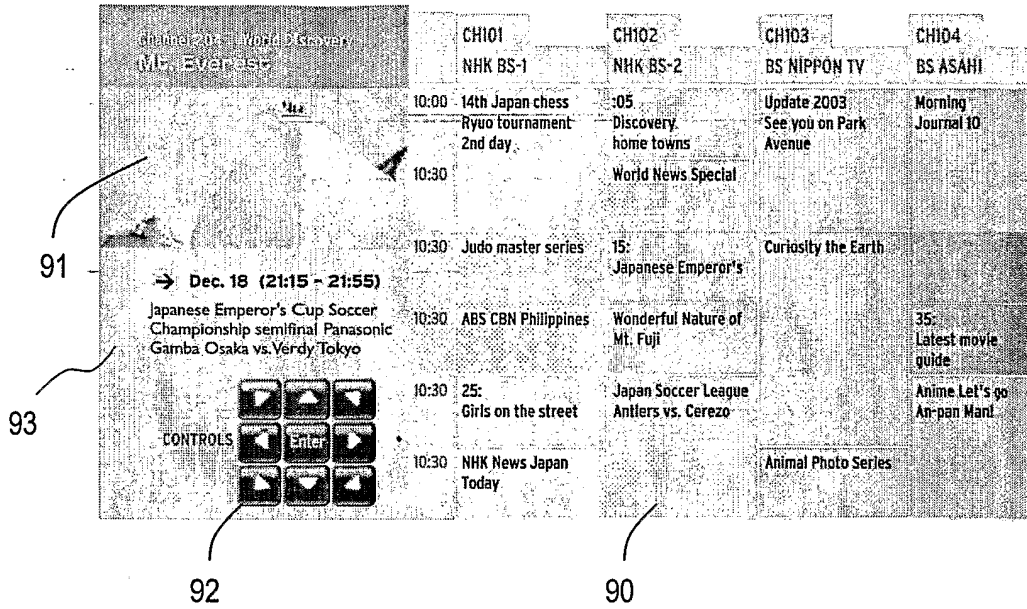 Channel 204 World Discovery
Mt. Everest
CH101
NHK BS-1
CH102
NHK BS-2
CH103
BS NIPPON TV
CH104
BS ASAHI
10:00
14th Japan chess
Ryuo tournament
2nd day
:05
Discovery
home towns
Update 2003
See you on Park
Avenue
Morning
Journal 10
10:30
World News Special
10:30
Judo master series
15:
Japanese Emperor's
Curiosity the Earth
10:30
ABS CBN Philippines
Wonderful Nature of
Mt. Fuji
35:
Latest movie
guide
10:30
25:
Girls on the street
Japan Soccer League
Antlers vs. Cerezo
Anime Let's go
An-pan Man!
10:30
NHK News Japan
Today
Animal Photo Series
→ Dec. 18 (21:15 – 21:55)
Japanese Emperor's Cup Soccer
Championship semifinal Panasonic
Gamba Osaka vs. Verdy Tokyo
CONTROLS
Enter
91
93
92
90